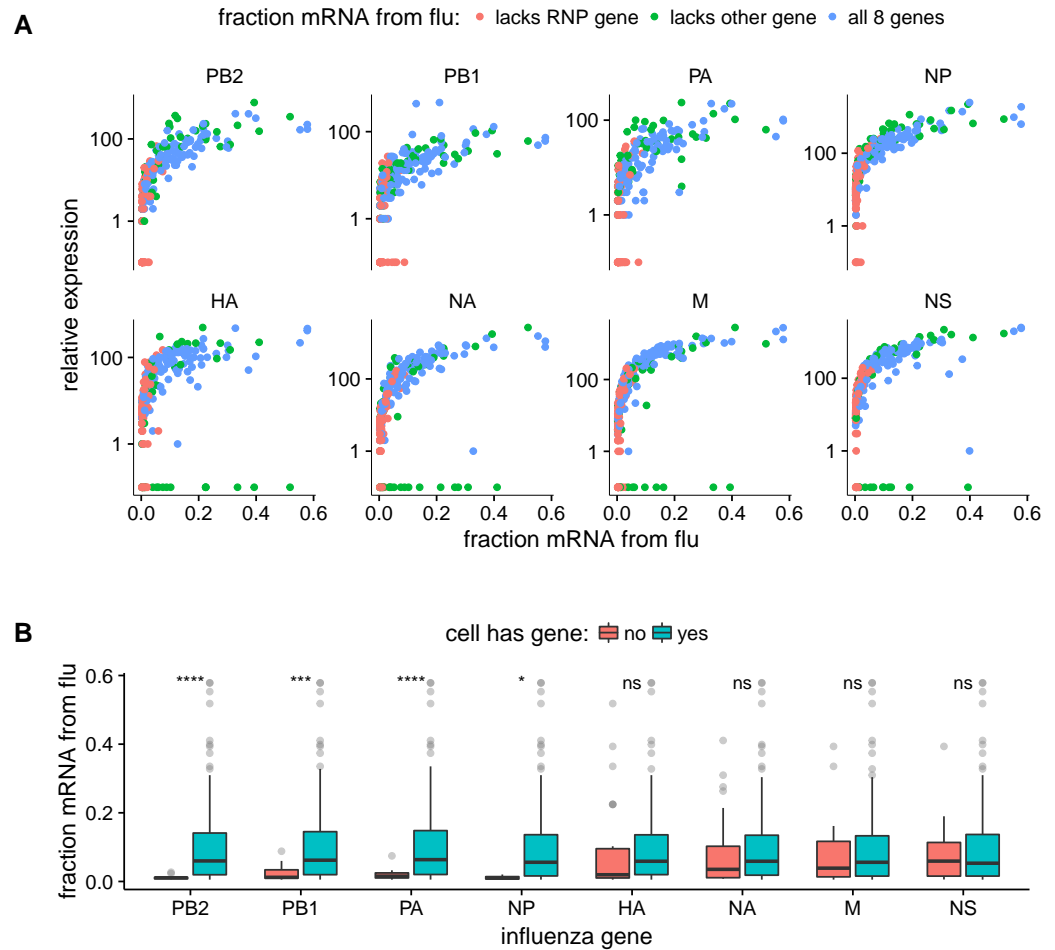 A
fraction mRNA from flu: lacks RNP gene lacks other gene all 8 genes
PB2 PB1 PA NP
100 100 100 100
1 1 1 1
relative expression
HA NA M NS
100 100 100 100
1 1 1 1
0.0 0.2 0.4 0.6 0.0 0.2 0.4 0.6 0.0 0.2 0.4 0.6 0.0 0.2 0.4 0.6
fraction mRNA from flu
B
cell has gene: no yes
fraction mRNA from flu
0.6
0.4
0.2
0.0
**** *** **** * ns ns ns ns
PB2 PB1 PA NP HA NA M NS
influenza gene